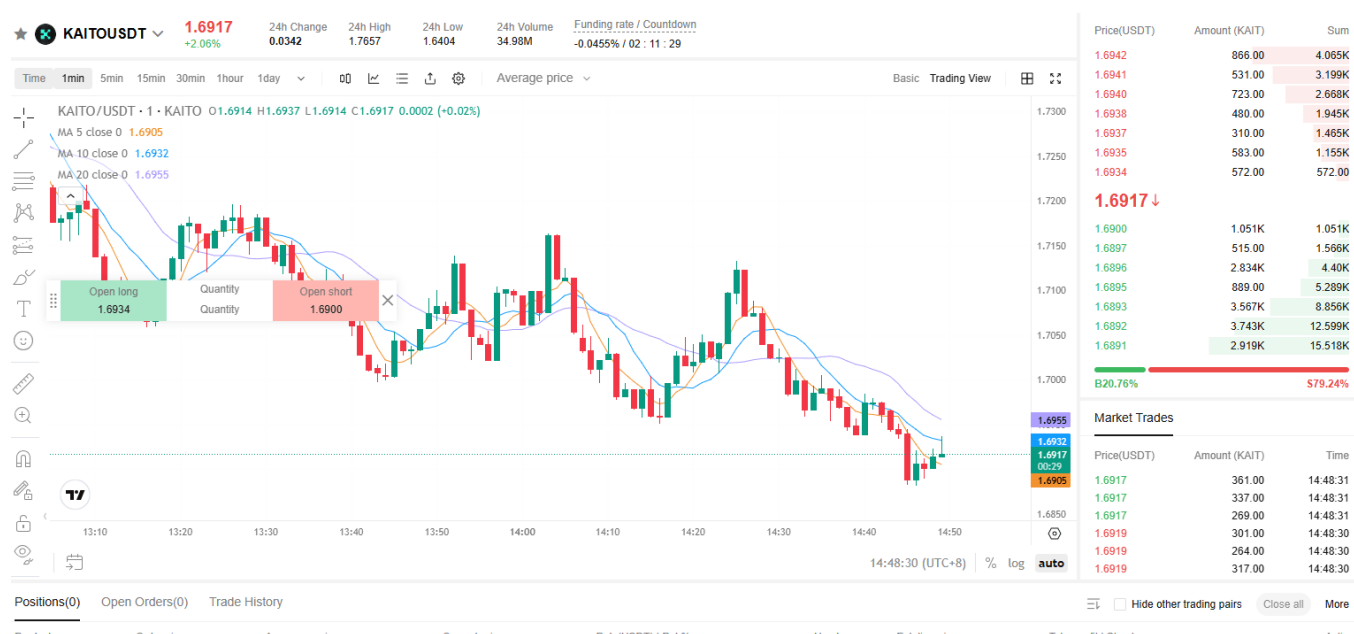 KAITOUSDT
1.6917
+2.06%
24h Change
0.0342
24h High
1.7657
24h Low
1.6404
24h Volume
34.98M
Funding rate / Countdown
-0.0455% / 02 : 11 : 29
Time 1min 5min 15min 30min 1hour 1day
Average price
Basic Trading View
KAITO/USDT · 1 · KAITO O1.6914 H1.6937 L1.6914 C1.6917 0.0002 (+0.02%)
MA 5 close 0 1.6905
MA 10 close 0 1.6932
MA 20 close 0 1.6955
Open long
1.6934
Quantity
Quantity
Open short
1.6900
1.7300
1.7250
1.7200
1.7150
1.7100
1.7050
1.7000
1.6955
1.6932
1.6917
00:29
1.6905
1.6850
13:10 13:20 13:30 13:40 13:50 14:00 14:10 14:20 14:30 14:40 14:50
14:48:30 (UTC+8) % log auto
Price(USDT) Amount (KAIT) Sum
1.6942 866.00 4.065K
1.6941 531.00 3.199K
1.6940 723.00 2.668K
1.6938 480.00 1.945K
1.6937 310.00 1.465K
1.6935 583.00 1.155K
1.6934 572.00 572.00
1.6917↓
1.6900 1.051K 1.051K
1.6897 515.00 1.566K
1.6896 2.834K 4.40K
1.6895 889.00 5.289K
1.6893 3.567K 8.856K
1.6892 3.743K 12.599K
1.6891 2.919K 15.518K
B20.76% S79.24%
Market Trades
Price(USDT) Amount (KAIT) Time
1.6917 361.00 14:48:31
1.6917 337.00 14:48:31
1.6917 269.00 14:48:31
1.6919 301.00 14:48:30
1.6919 264.00 14:48:30
1.6919 317.00 14:48:30
Positions(0) Open Orders(0) Trade History
Hide other trading pairs Close all More